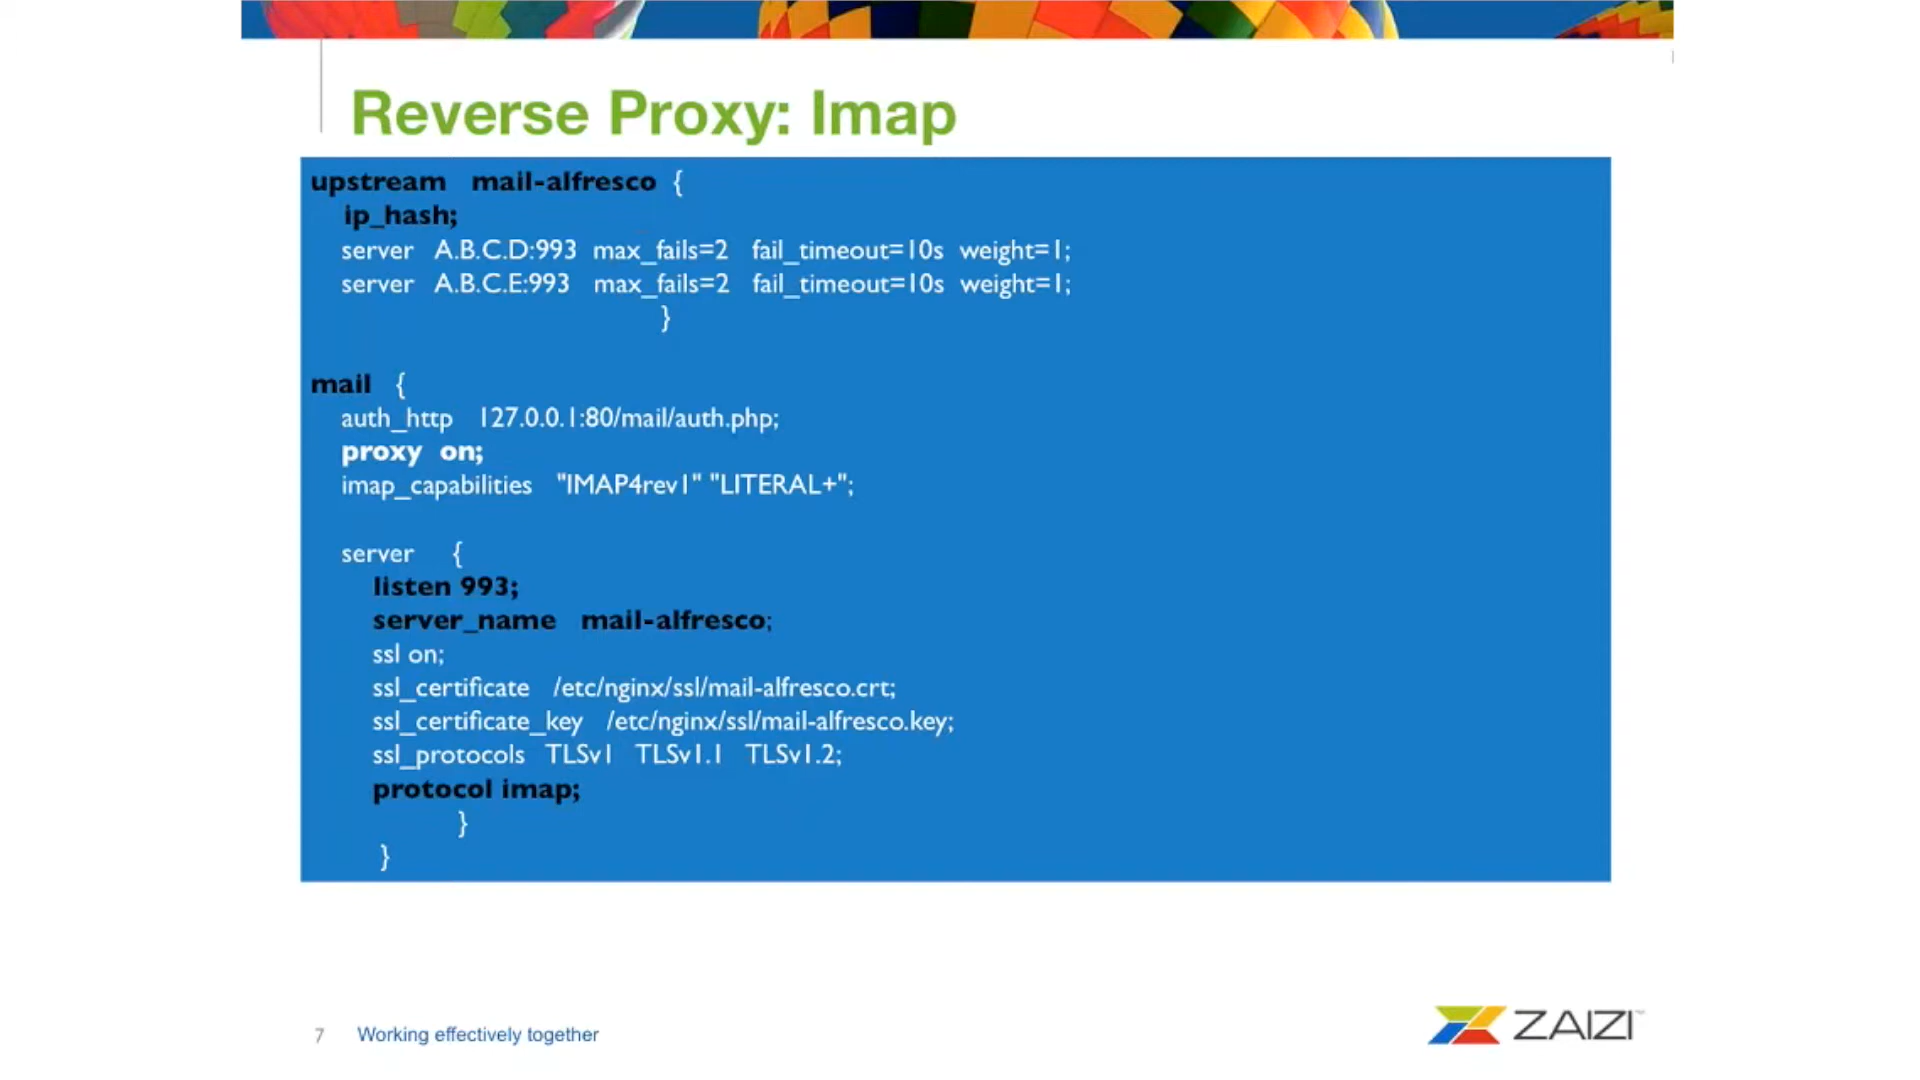 Reverse Proxy: Imap
upstream mail-alfresco {
ip_hash;
server A.B.C.D:993 max_fails=2 fail_timeout=10s weight=1;
server A.B.C.E:993 max_fails=2 fail_timeout=10s weight=1;
}
mail {
auth_http 127.0.0.1:80/mail/auth.php;
proxy on;
imap_capabilities "IMAP4rev1" "LITERAL+";
server {
listen 993;
server_name mail-alfresco;
ssl on;
ssl_certificate /etc/nginx/ssl/mail-alfresco.crt;
ssl_certificate_key /etc/nginx/ssl/mail-alfresco.key;
ssl_protocols TLSv1 TLSv1.1 TLSv1.2;
protocol imap;
}
}
7 Working effectively together
ZAIZI™